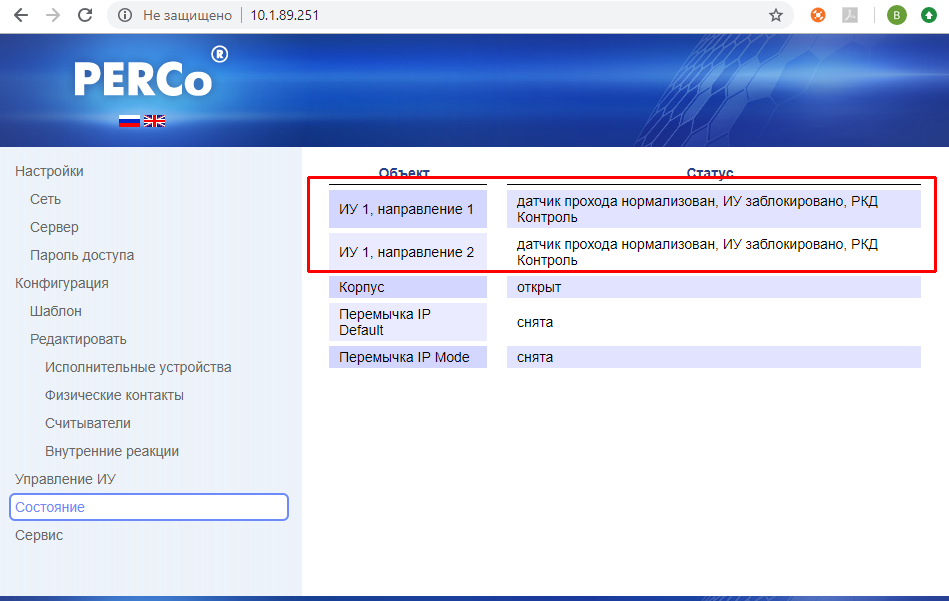 Не защищено 10.1.89.251
B
PERCo®
Настройки
Сеть
Сервер
Пароль доступа
Конфигурация
Шаблон
Редактировать
Исполнительные устройства
Физические контакты
Считыватели
Внутренние реакции
Управление ИУ
Состояние
Сервис
Объект Статус
ИУ 1, направление 1
датчик прохода нормализован, ИУ заблокировано, РКД
Контроль
ИУ 1, направление 2
датчик прохода нормализован, ИУ заблокировано, РКД
Контроль
Корпус открыт
Перемычка IP
Default
снята
Перемычка IP Mode снята